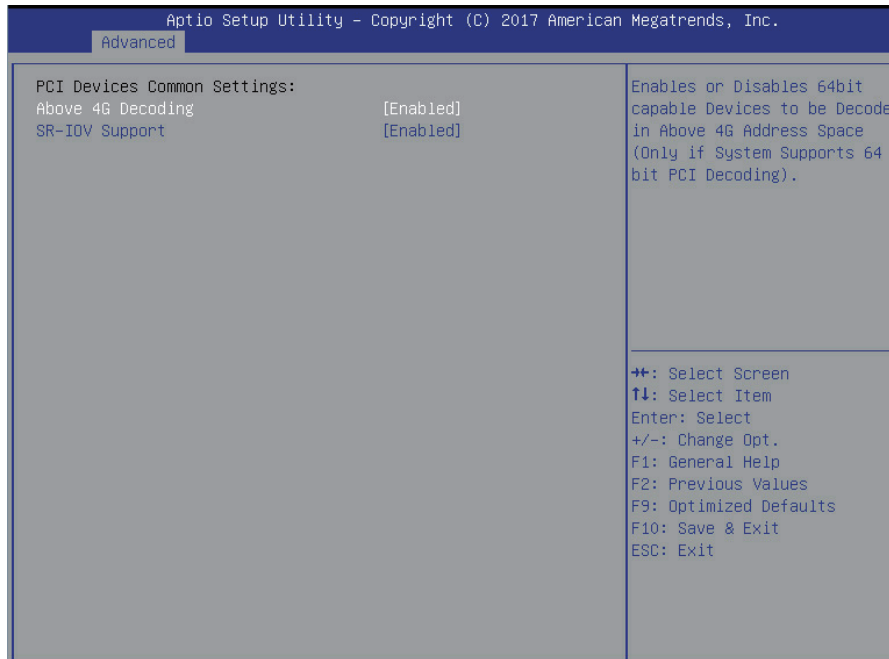 Aptio Setup Utility – Copyright (C) 2017 American Megatrends, Inc.
Advanced
PCI Devices Common Settings:
Above 4G Decoding [Enabled]
SR-IOV Support [Enabled]
Enables or Disables 64bit
capable Devices to be Decode
in Above 4G Address Space
(Only if System Supports 64
bit PCI Decoding).
→←: Select Screen
↑↓: Select Item
Enter: Select
+/-: Change Opt.
F1: General Help
F2: Previous Values
F9: Optimized Defaults
F10: Save & Exit
ESC: Exit